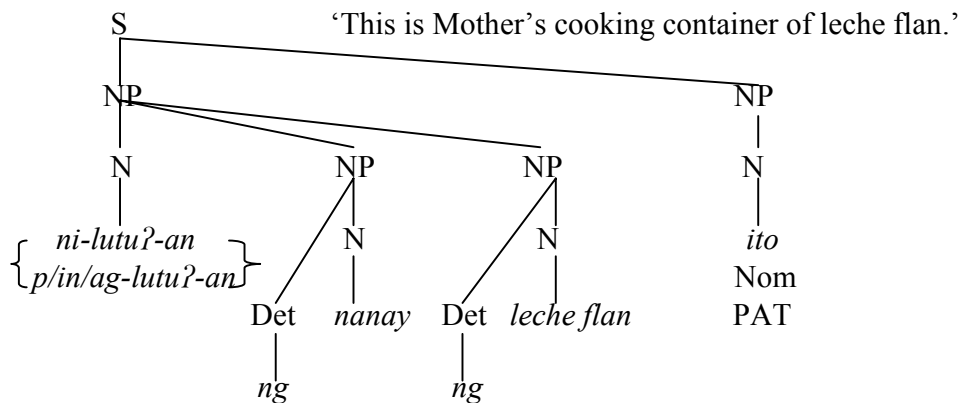 S ‘This is Mother’s cooking container of leche flan.’
NP NP
N NP NP N
ni-lutuʔ-an N N ito
p/in/ag-lutuʔ-an Nom
Det nanay Det leche flan PAT
ng ng